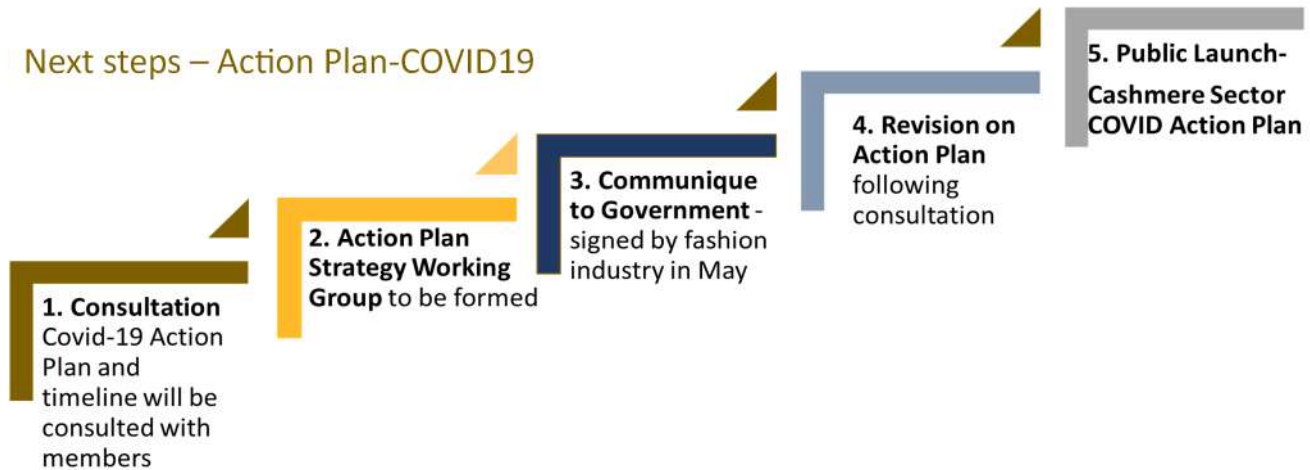 Next steps – Action Plan-COVID19
1. Consultation
Covid-19 Action
Plan and
timeline will be
consulted with
members
2. Action Plan
Strategy Working
Group to be formed
3. Communique
to Government -
signed by fashion
industry in May
4. Revision on
Action Plan
following
consultation
5. Public Launch-
Cashmere Sector
COVID Action Plan